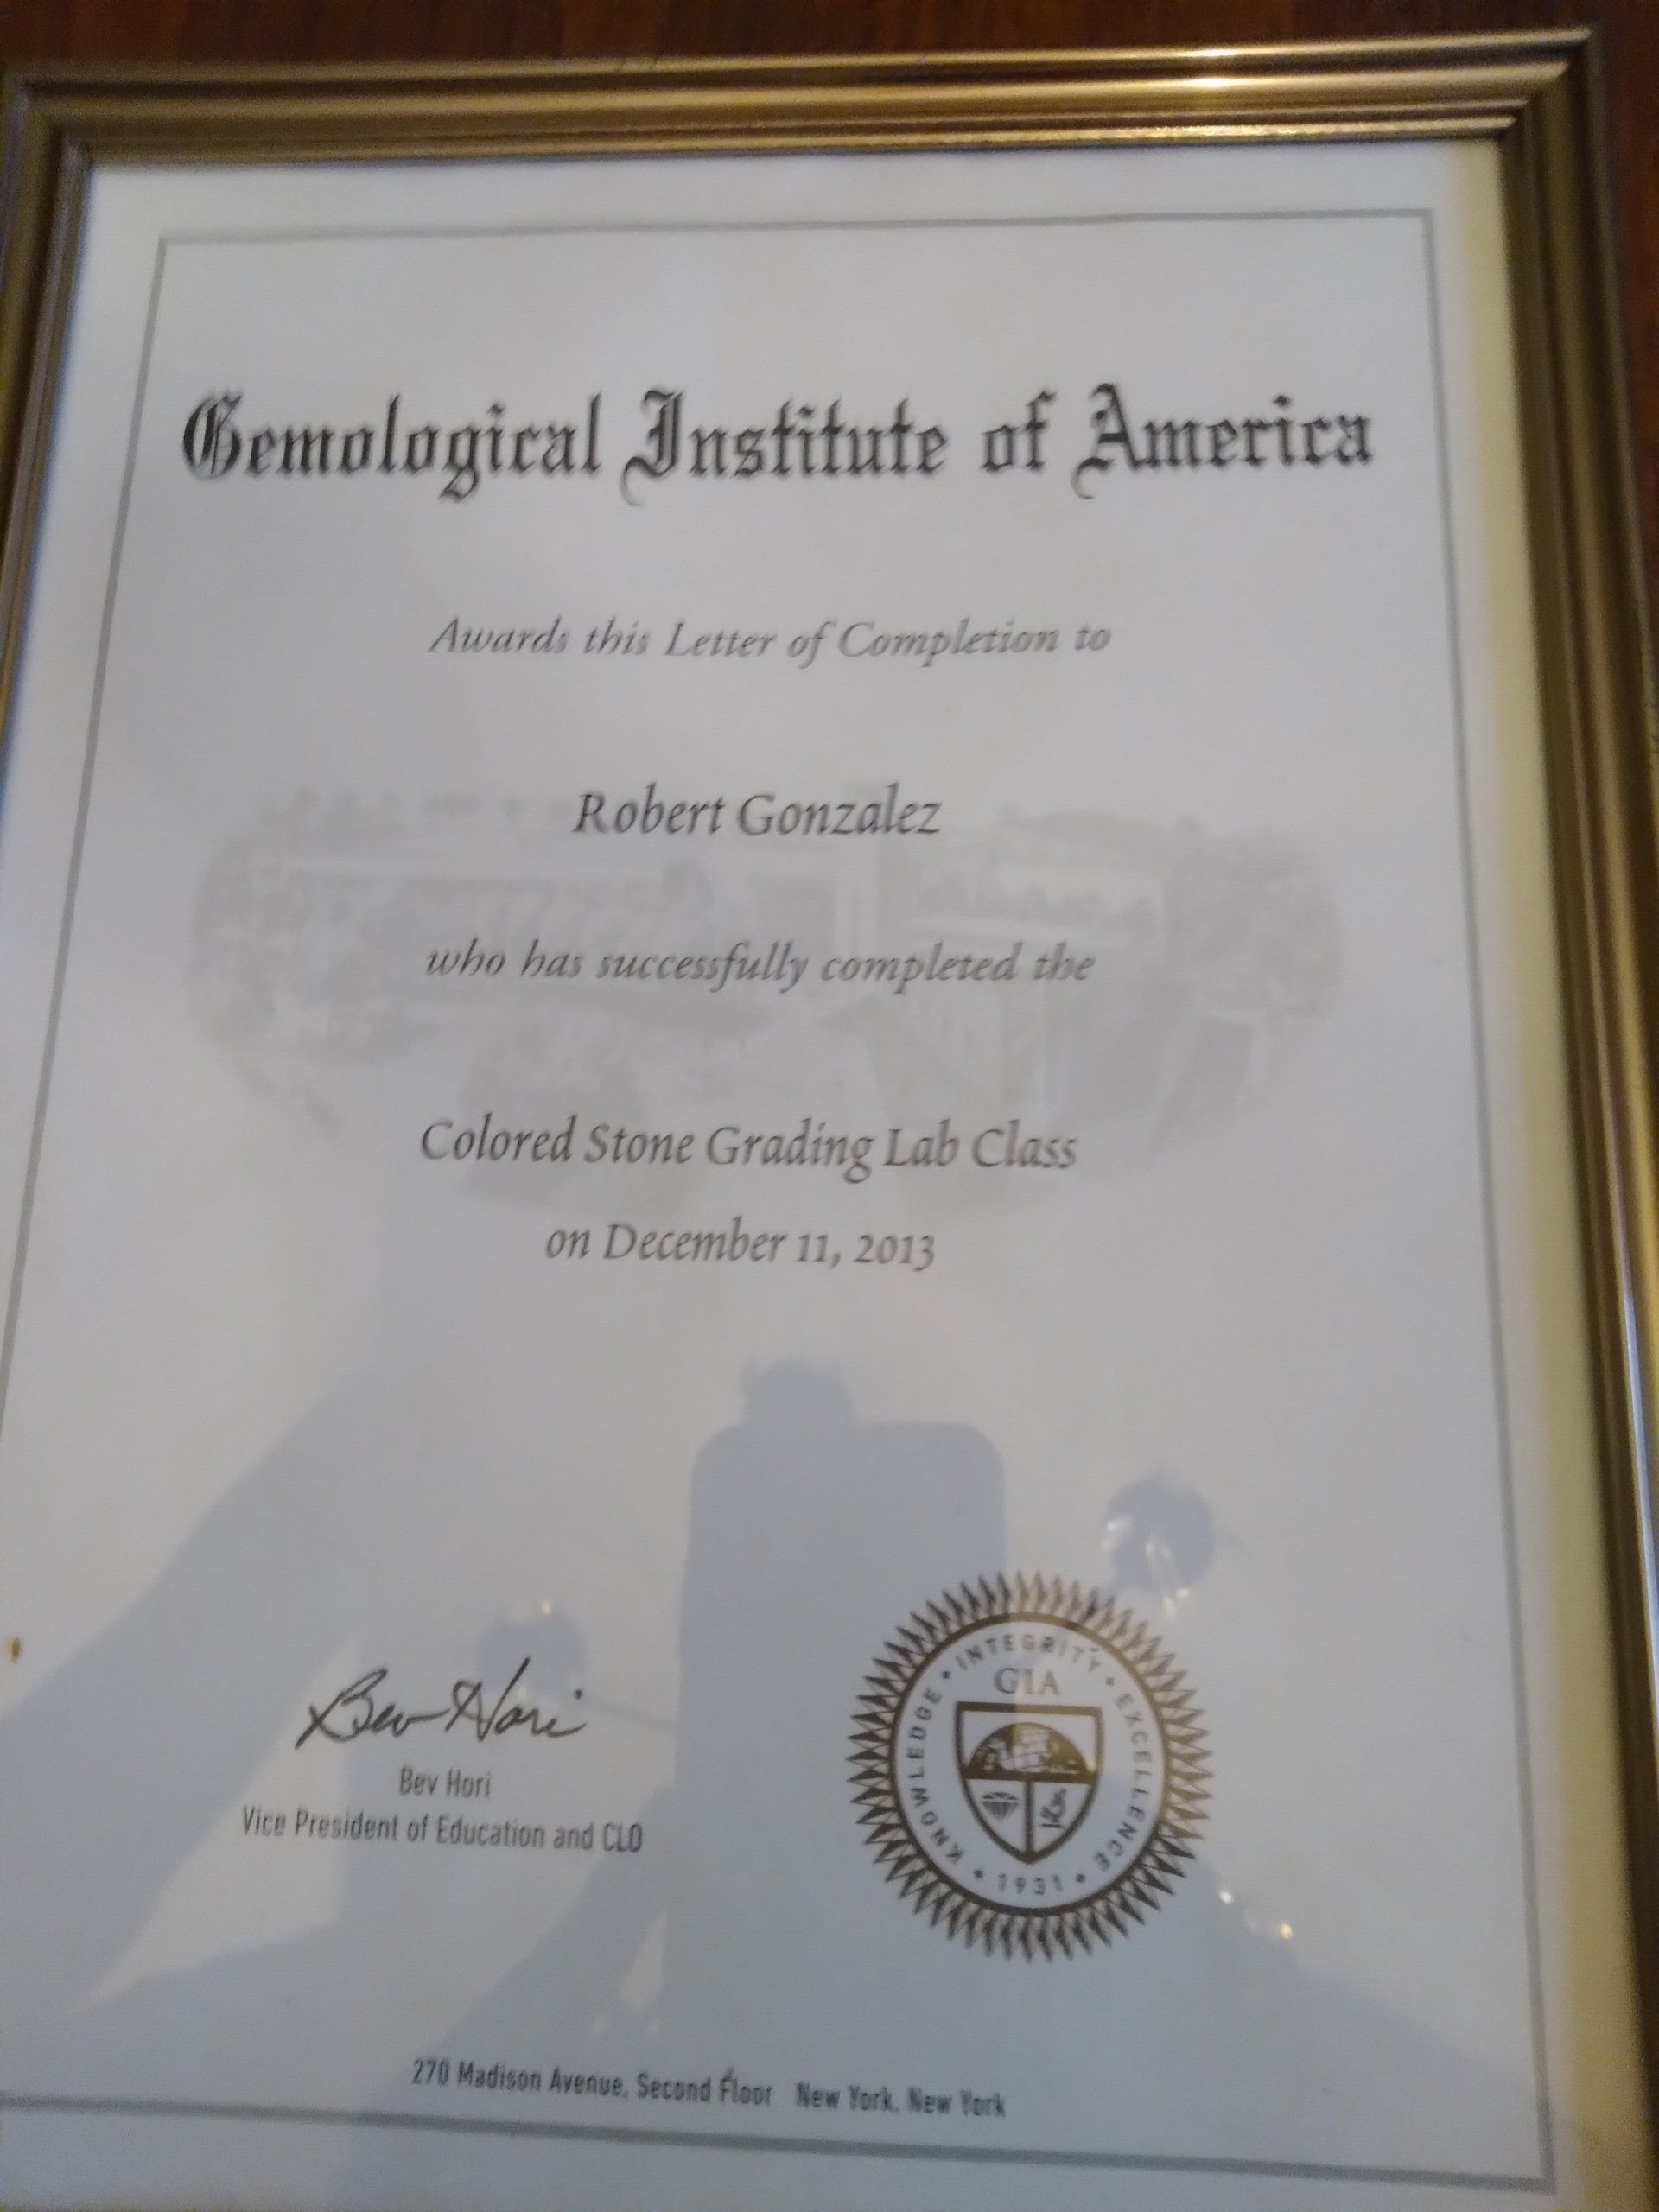 Gemological Institute of America
Awards this Letter of Completion to
Robert Gonzalez
who has successfully completed the
Colored Stone Grading Lab Class
on December 11, 2013
Bev Hori
Bev Hori
Vice President of Education and CLO
KNOWLEDGE • INTEGRITY • EXCELLENCE • 1931 •
GIA
270 Madison Avenue, Second Floor New York, New York